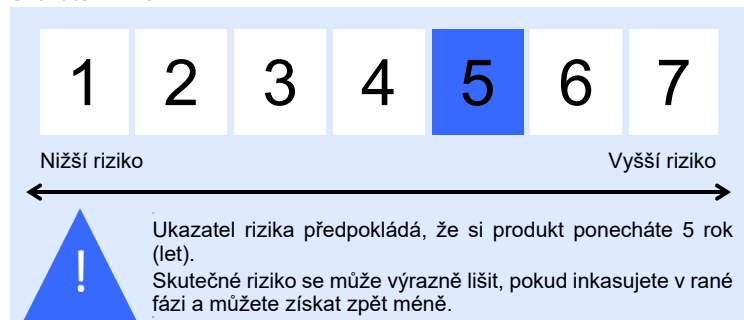 1 2 3 4 5 6 7
Nižší riziko Vyšší riziko
!
Ukazatel rizika předpokládá, že si produkt ponecháte 5 rok
(let).
Skutečné riziko se může výrazně lišit, pokud inkasujete v rané
fázi a můžete získat zpět méně.